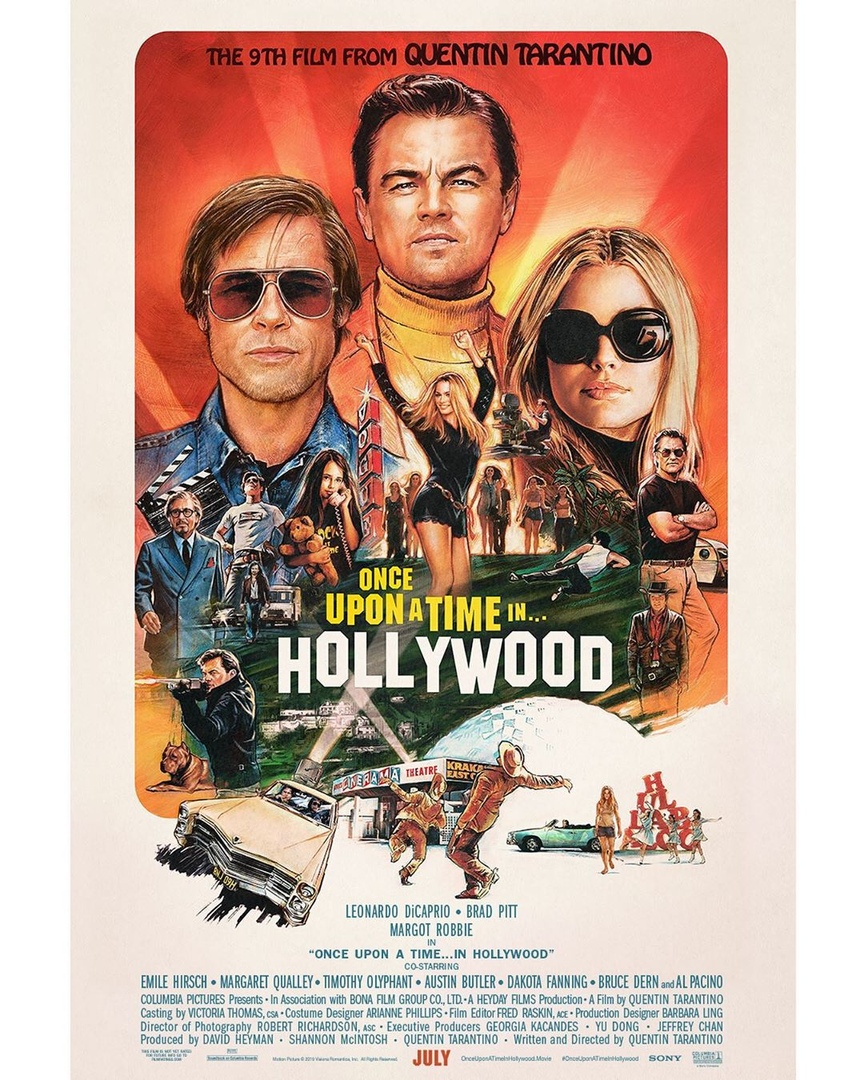 THE 9TH FILM FROM QUENTIN TARANTINO
ONCE
UPON A TIME IN...
HOLLYWOOD
CINERAMA THEATRE
LEONARDO DiCAPRIO • BRAD PITT
MARGOT ROBBIE
IN
“ONCE UPON A TIME...IN HOLLYWOOD”
CO-STARRING
EMILE HIRSCH • MARGARET QUALLEY • TIMOTHY OLYPHANT • AUSTIN BUTLER • DAKOTA FANNING • BRUCE DERN and AL PACINO
COLUMBIA PICTURES Presents • In Association with BONA FILM GROUP CO., LTD. • A HEYDAY FILMS Production • A Film by QUENTIN TARANTINO
Casting by VICTORIA THOMAS, CSA • Costume Designer ARIANNE PHILLIPS • Film Editor FRED RASKIN, ACE • Production Designer BARBARA LING
Director of Photography ROBERT RICHARDSON, ASC • Executive Producers GEORGIA KACANDES • YU DONG • JEFFREY CHAN
Produced by DAVID HEYMAN • SHANNON McINTOSH • QUENTIN TARANTINO • Written and Directed by QUENTIN TARANTINO
JULY
OnceUponATimeInHollywood.Movie
#OnceUponATimeInHollywood
SONY